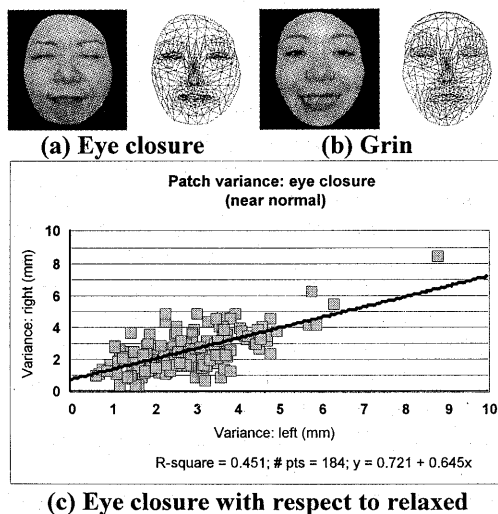 (a) Eye closure
(b) Grin
Patch variance: eye closure
(near normal)
Variance: right (mm)
10
8
6
4
2
0
0 1 2 3 4 5 6 7 8 9 10
Variance: left (mm)
R-square = 0.451; # pts = 184; y = 0.721 + 0.645x
(c) Eye closure with respect to relaxed